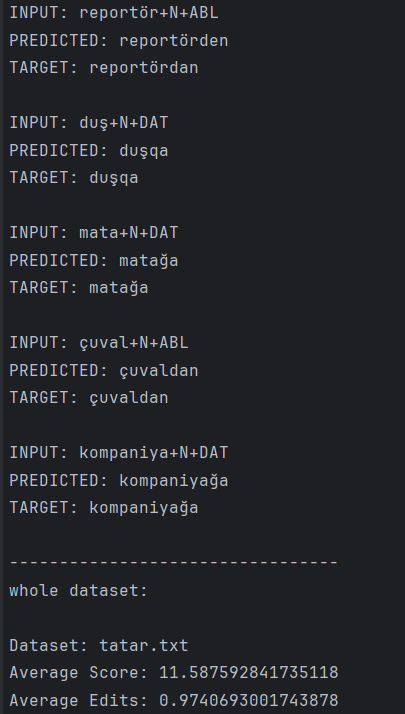 INPUT: reportör+N+ABL
PREDICTED: reportörden
TARGET: reportördan
INPUT: duş+N+DAT
PREDICTED: duşqa
TARGET: duşqa
INPUT: mata+N+DAT
PREDICTED: matağa
TARGET: matağa
INPUT: çuval+N+ABL
PREDICTED: çuvaldan
TARGET: çuvaldan
INPUT: kompaniya+N+DAT
PREDICTED: kompaniyağa
TARGET: kompaniyağa
---------------------------------
whole dataset:
Dataset: tatar.txt
Average Score: 11.587592841735118
Average Edits: 0.9740693001743878